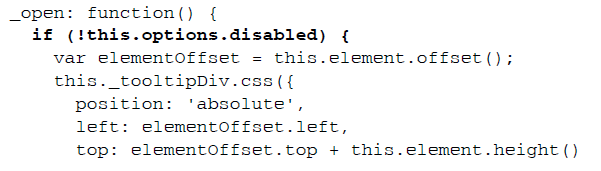 _open: function() {
  if (!this.options.disabled) {
    var elementOffset = this.element.offset();
    this._tooltipDiv.css({
      position: 'absolute',
      left: elementOffset.left,
      top: elementOffset.top + this.element.height()